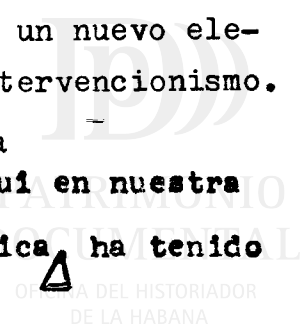 un nuevo ele-
tervencionismo.
a
uí en nuestra
ica, ha tenido
PATRIMONIO
DOCUMENTAL
OFICINA DEL HISTORIADOR
DE LA HABANA